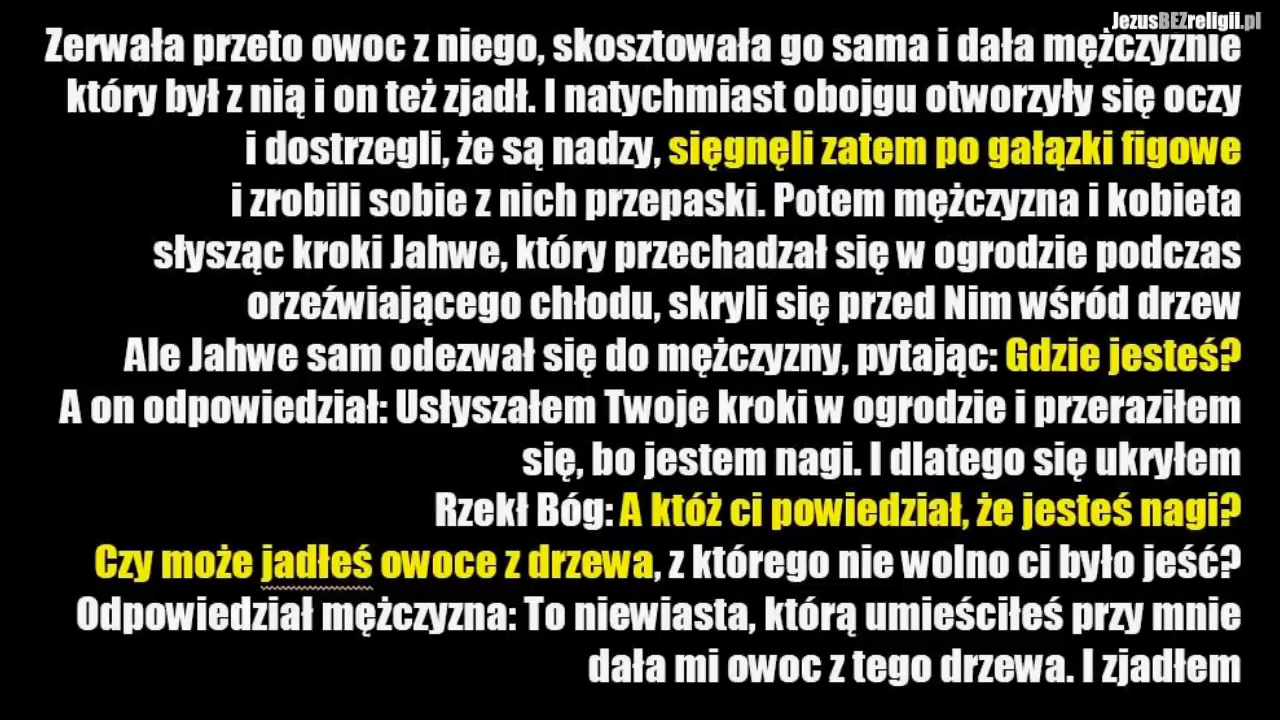 JezusBEZreligii.pl
Zerwała przeto owoc z niego, skosztowała go sama i dała mężczyźnie
który był z nią i on też zjadł. I natychmiast obojgu otworzyły się oczy
i dostrzegli, że są nadzy, sięgnęli zatem po gałązki figowe
i zrobili sobie z nich przepaski. Potem mężczyzna i kobieta
słysząc kroki Jahwe, który przechadzał się w ogrodzie podczas
orzeźwiającego chłodu, skryli się przed Nim wśród drzew
Ale Jahwe sam odezwał się do mężczyzny, pytając: Gdzie jesteś?
A on odpowiedział: Usłyszałem Twoje kroki w ogrodzie i przeraziłem
się, bo jestem nagi. I dlatego się ukryłem
Rzekł Bóg: A któż ci powiedział, że jesteś nagi?
Czy może jadłeś owoce z drzewa, z którego nie wolno ci było jeść?
Odpowiedział mężczyzna: To niewiasta, którą umieściłeś przy mnie
dała mi owoc z tego drzewa. I zjadłem